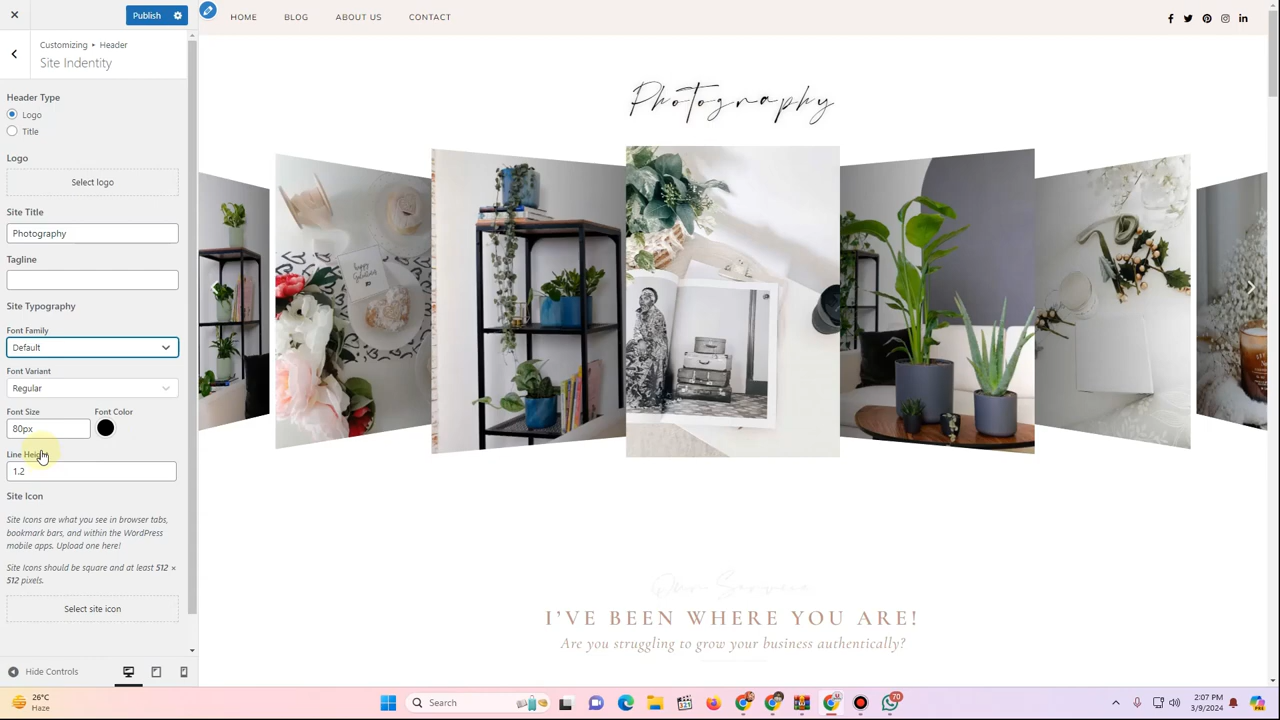 Publish
HOME BLOG ABOUT US CONTACT
Customizing ▸ Header
Site Indentity
Header Type
Logo
Title
Logo
Select logo
Site Title
Photography
Tagline
Site Typography
Font Family
Default
Font Variant
Regular
Font Size Font Color
80px
Line Height
1.2
Site Icon
Site Icons are what you see in browser tabs,
bookmark bars, and within the WordPress
mobile apps. Upload one here!
Site Icons should be square and at least 512 ×
512 pixels.
Select site icon
Hide Controls
Photography
I'VE BEEN WHERE YOU ARE!
Are you struggling to grow your business authentically?
26°C
Haze
Search
70
2:07 PM
3/9/2024